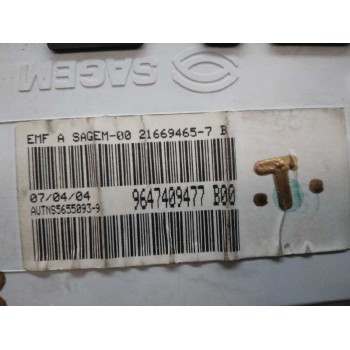 SAGEM
EMF A SAGEM-00 21669465-7 B
07/04/04
9647409477 B00
AUTNS5655093-9
T